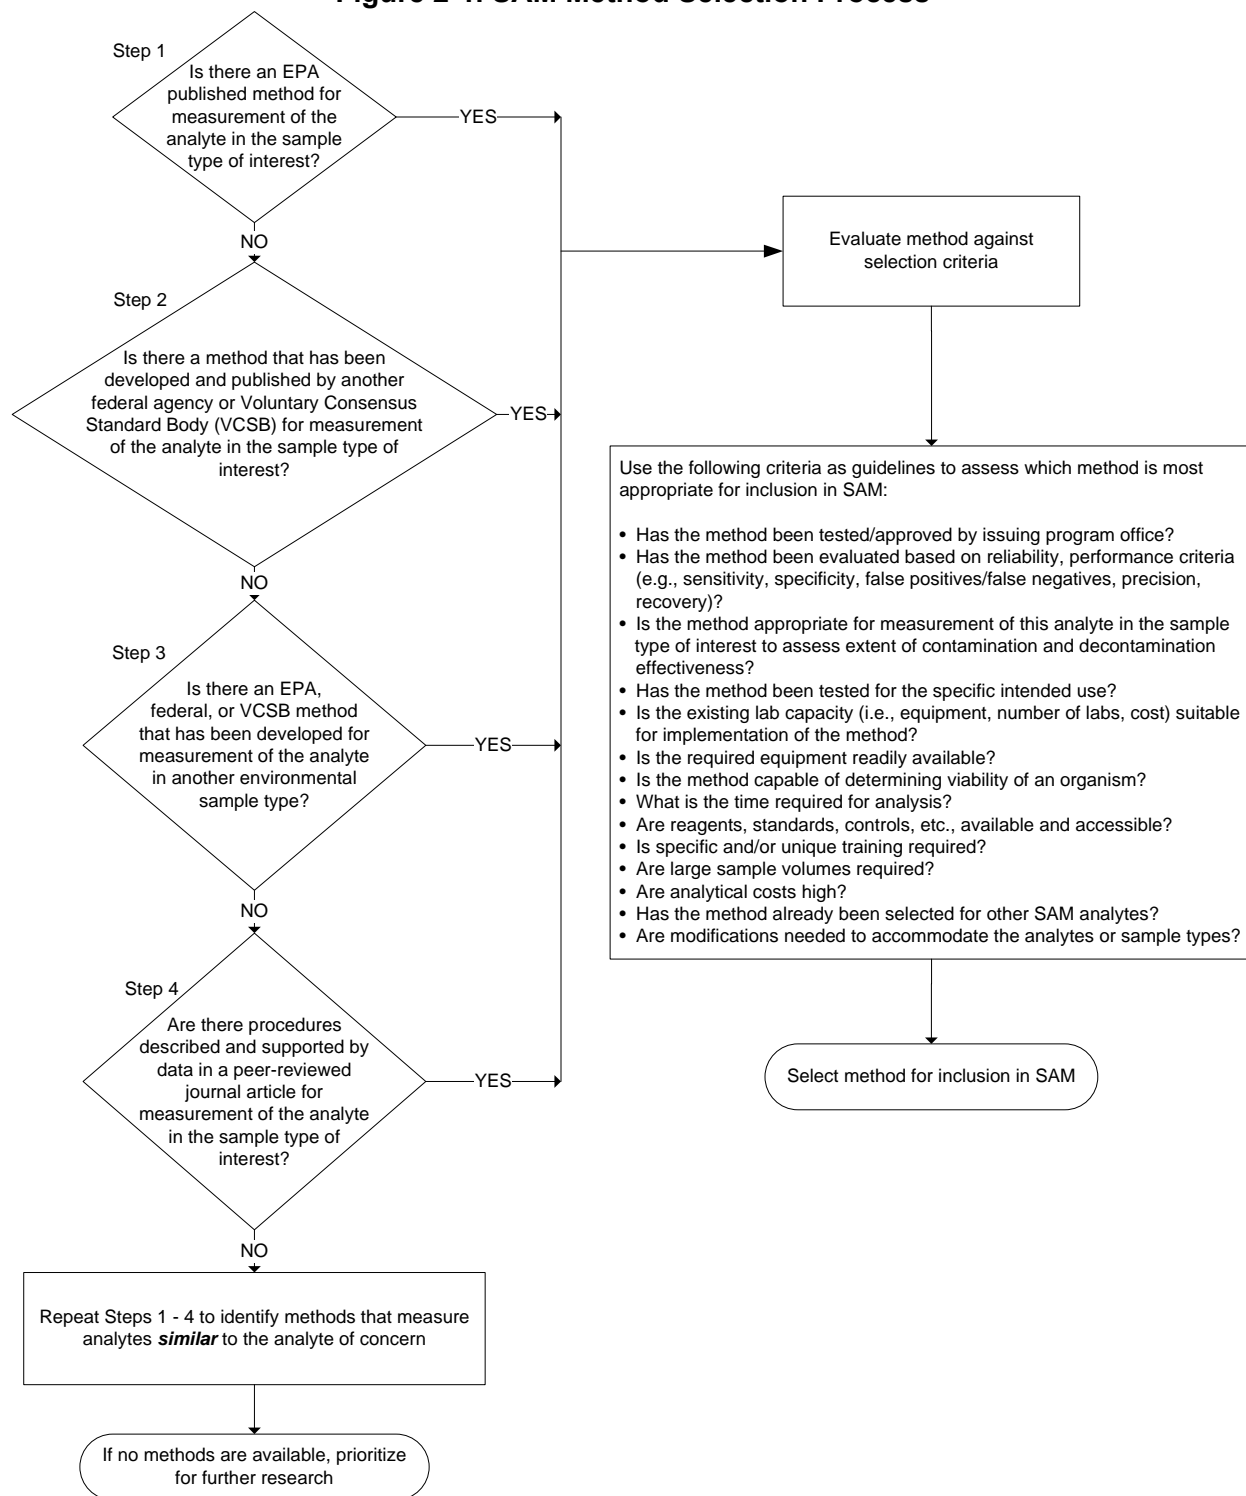 Step 1
Is there an EPA
published method for
measurement of the
analyte in the sample
type of interest?
YES
NO
Step 2
Is there a method that has been
developed and published by another
federal agency or Voluntary Consensus
Standard Body (VCSB) for measurement
of the analyte in the sample type of
interest?
YES
NO
Step 3
Is there an EPA,
federal, or VCSB method
that has been developed for
measurement of the analyte
in another environmental
sample type?
YES
NO
Step 4
Are there procedures
described and supported by
data in a peer-reviewed
journal article for
measurement of the analyte
in the sample type of
interest?
YES
NO
Repeat Steps 1 - 4 to identify methods that measure
analytes similar to the analyte of concern
If no methods are available, prioritize
for further research
Evaluate method against
selection criteria
Use the following criteria as guidelines to assess which method is most
appropriate for inclusion in SAM:
• Has the method been tested/approved by issuing program office?
• Has the method been evaluated based on reliability, performance criteria
(e.g., sensitivity, specificity, false positives/false negatives, precision,
recovery)?
• Is the method appropriate for measurement of this analyte in the sample
type of interest to assess extent of contamination and decontamination
effectiveness?
• Has the method been tested for the specific intended use?
• Is the existing lab capacity (i.e., equipment, number of labs, cost) suitable
for implementation of the method?
• Is the required equipment readily available?
• Is the method capable of determining viability of an organism?
• What is the time required for analysis?
• Are reagents, standards, controls, etc., available and accessible?
• Is specific and/or unique training required?
• Are large sample volumes required?
• Are analytical costs high?
• Has the method already been selected for other SAM analytes?
• Are modifications needed to accommodate the analytes or sample types?
Select method for inclusion in SAM